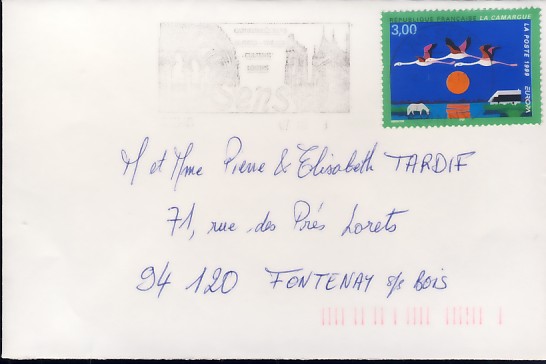 REPUBLIQUE FRANÇAISE LA CAMARGUE
3,00
LA POSTE 1999
EUROPA
M et Mme Pierre & Elisabeth TARDIF
71, rue des Prés Lorets
94 120 FONTENAY s/s BOIS